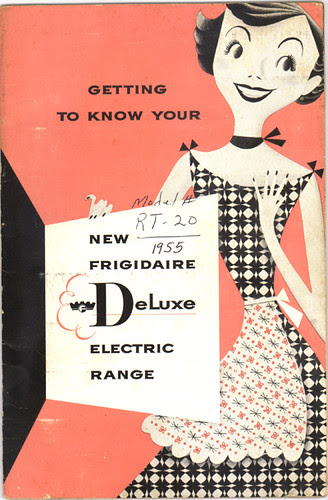 GETTING
TO KNOW YOUR
Model #
RT-20
1955
NEW
FRIGIDAIRE
DeLuxe
ELECTRIC
RANGE